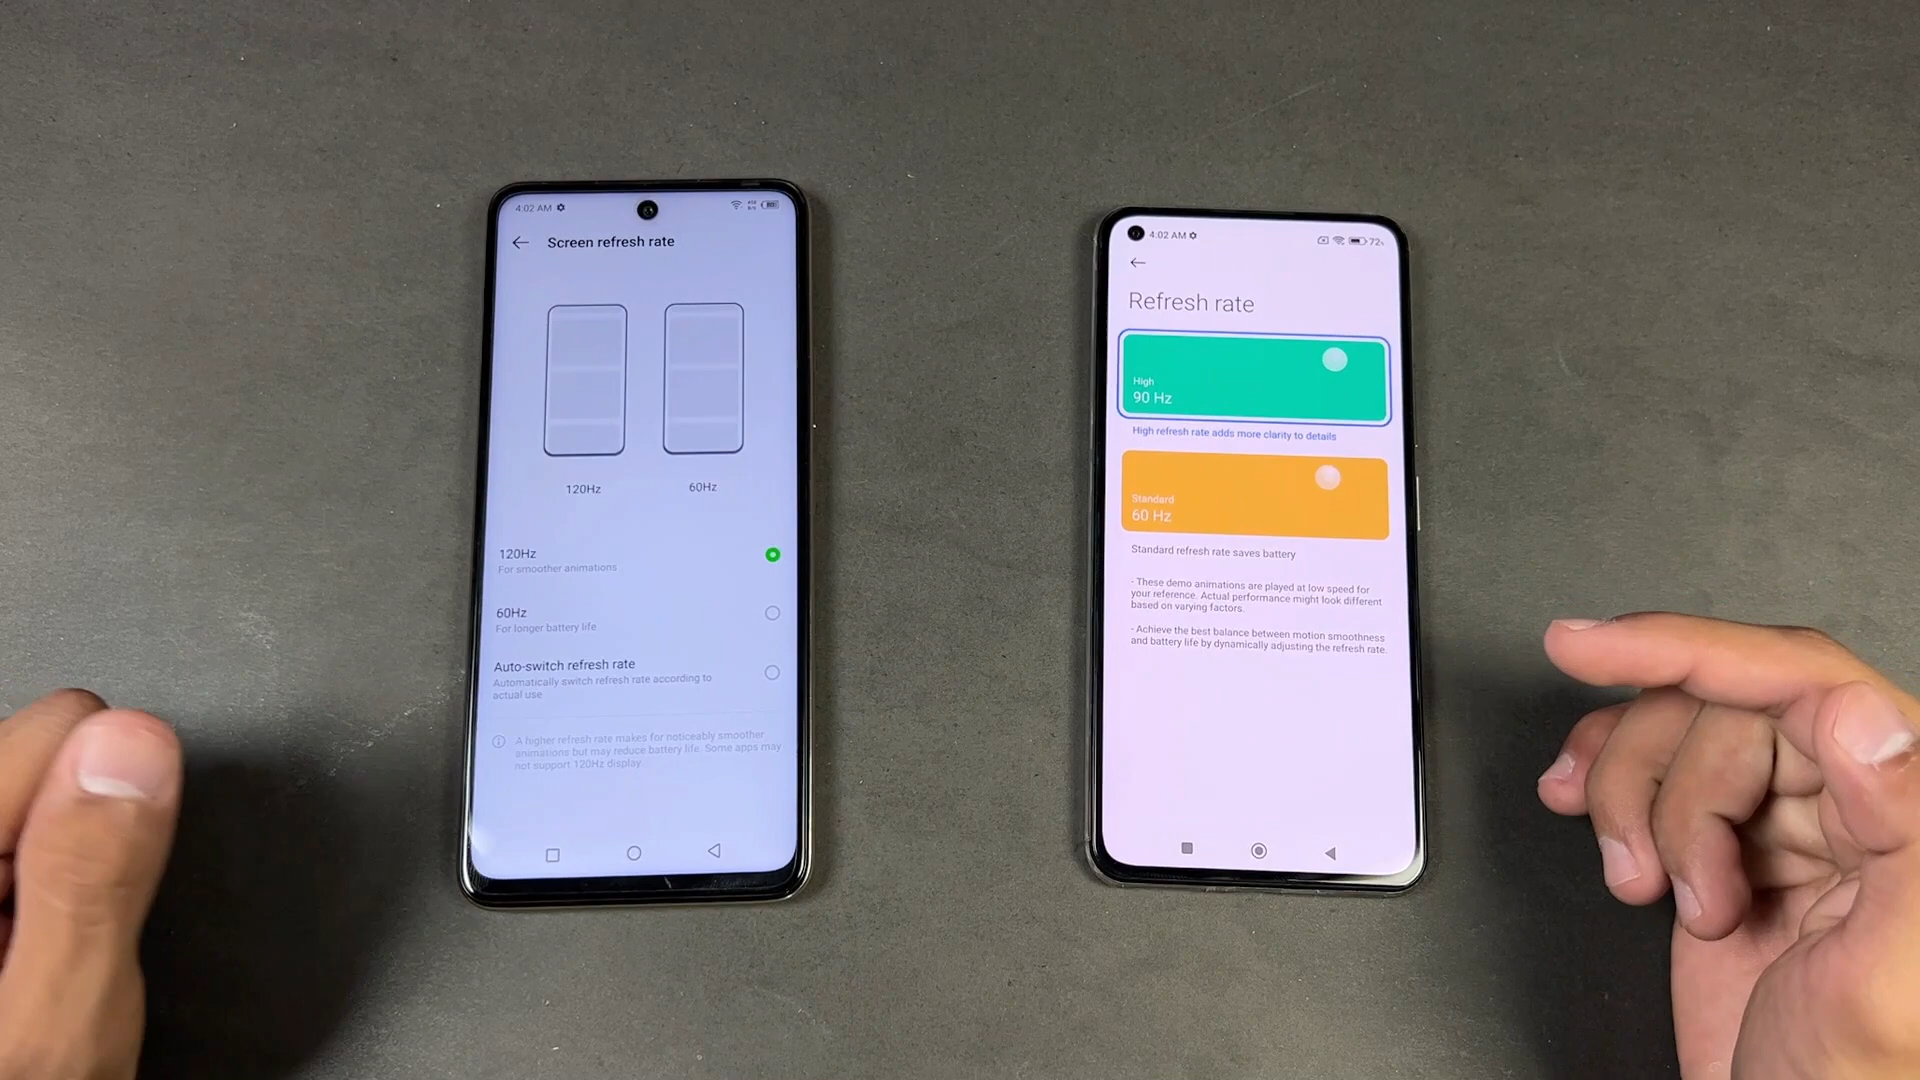 4:02 AM
Screen refresh rate
120Hz
60Hz
120Hz
For smoother animations
60Hz
For longer battery life
Auto-switch refresh rate
Automatically switch refresh rate according to
actual use
A higher refresh rate makes for noticeably smoother
animations but may reduce battery life. Some apps may
not support 120Hz display.
4:02 AM
72%
Refresh rate
High
90 Hz
High refresh rate adds more clarity to details
Standard
60 Hz
Standard refresh rate saves battery
- These demo animations are played at low speed for
your reference. Actual performance might look different
based on varying factors.
- Achieve the best balance between motion smoothness
and battery life by dynamically adjusting the refresh rate.